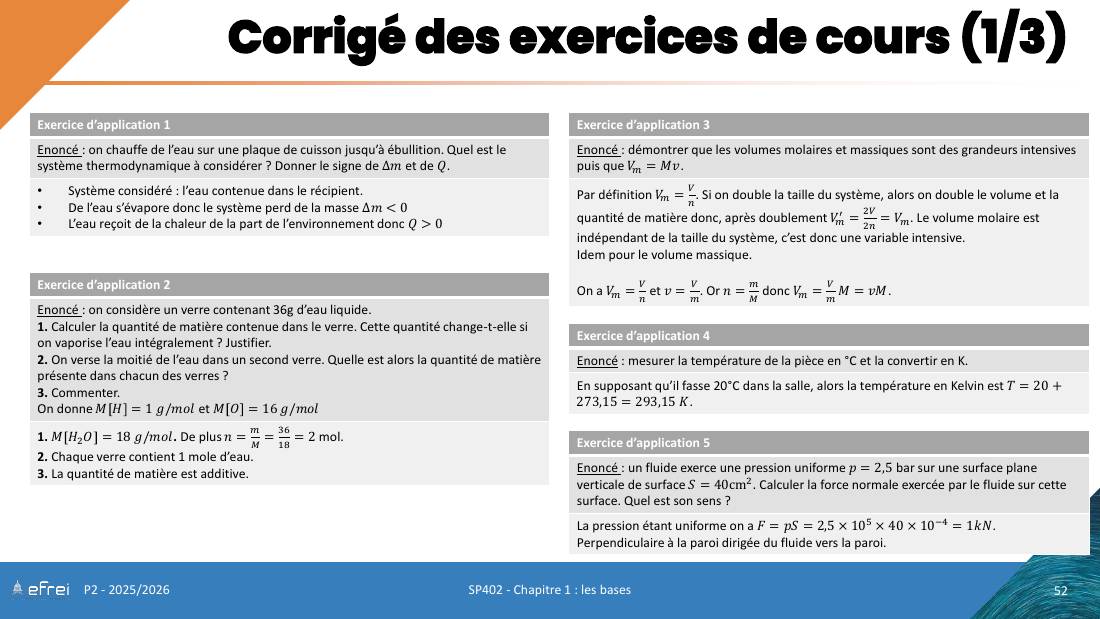 Corrigé des exercices de cours (1/3)
Exercice d'application 1
Enoncé : on chauffe de l'eau sur une plaque de cuisson jusqu'à ébullition. Quel est le
système thermodynamique à considérer ? Donner le signe de Δm et de Q.
• Système considéré : l'eau contenue dans le récipient.
• De l'eau s'évapore donc le système perd de la masse Δm < 0
• L'eau reçoit de la chaleur de la part de l'environnement donc Q > 0
Exercice d'application 2
Enoncé : on considère un verre contenant 36g d'eau liquide.
1. Calculer la quantité de matière contenue dans le verre. Cette quantité change-t-elle si
on vaporise l'eau intégralement ? Justifier.
2. On verse la moitié de l'eau dans un second verre. Quelle est alors la quantité de matière
présente dans chacun des verres ?
3. Commenter.
On donne M[H] = 1 g/mol et M[O] = 16 g/mol
1. M[H₂O] = 18 g/mol. De plus n = m/M = 36/18 = 2 mol.
2. Chaque verre contient 1 mole d'eau.
3. La quantité de matière est additive.
Exercice d'application 3
Enoncé : démontrer que les volumes molaires et massiques sont des grandeurs intensives
puis que Vₘ = Mv.
Par définition Vₘ = V/n. Si on double la taille du système, alors on double le volume et la
quantité de matière donc, après doublement V′ₘ = 2V/2n = Vₘ. Le volume molaire est
indépendant de la taille du système, c'est donc une variable intensive.
Idem pour le volume massique.
On a Vₘ = V/n et v = V/m. Or n = m/M donc Vₘ = V/m M = vM.
Exercice d'application 4
Enoncé : mesurer la température de la pièce en °C et la convertir en K.
En supposant qu'il fasse 20°C dans la salle, alors la température en Kelvin est T = 20 +
273,15 = 293,15 K.
Exercice d'application 5
Enoncé : un fluide exerce une pression uniforme p = 2,5 bar sur une surface plane
verticale de surface S = 40cm². Calculer la force normale exercée par le fluide sur cette
surface. Quel est son sens ?
La pression étant uniforme on a F = pS = 2,5 × 10⁵ × 40 × 10⁻⁴ = 1kN.
Perpendiculaire à la paroi dirigée du fluide vers la paroi.
efrei P2 - 2025/2026
SP402 - Chapitre 1 : les bases
52